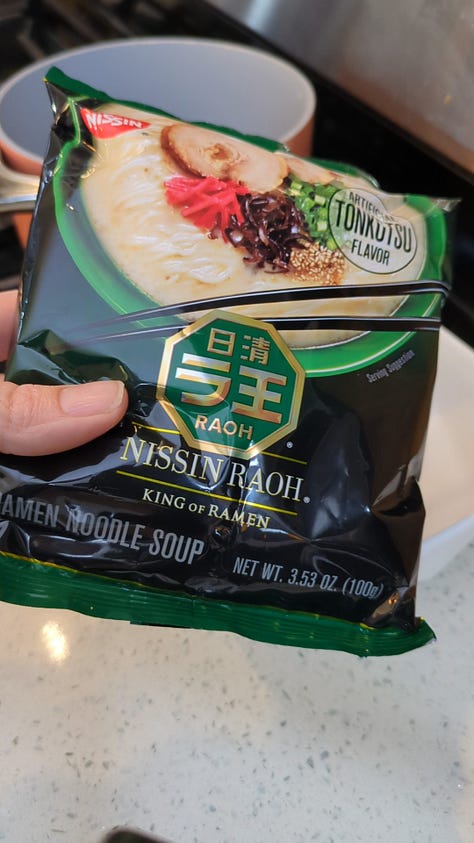 NISSIN
ARTIFICIAL
TONKOTSU
FLAVOR
Serving Suggestion
日清
ラ王
RAOH
®
NISSIN RAOH®
KING OF RAMEN
RAMEN NOODLE SOUP
NET WT. 3.53 OZ. (100g)